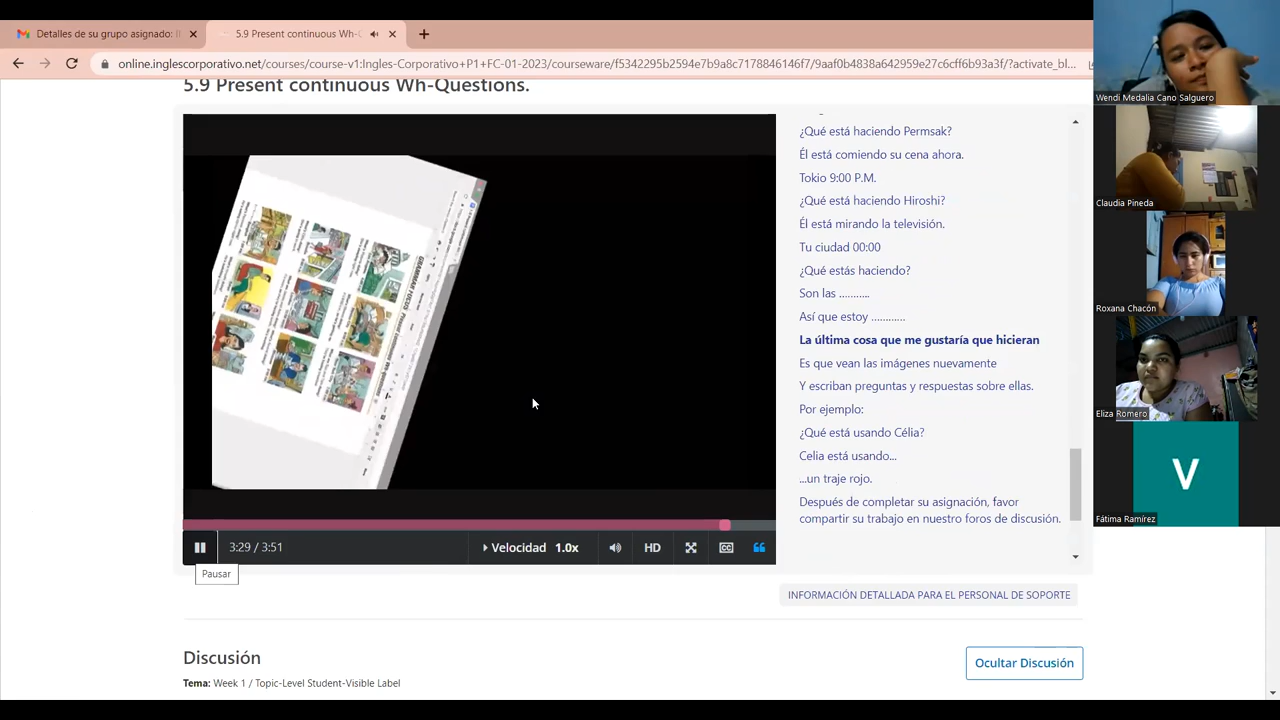 Detalles de su grupo asignado: I
5.9 Present continuous Wh-Q
online.inglescorporativo.net/courses/course-v1:Ingles-Corporativo+P1+FC-01-2023/courseware/f5342295b2594e7b9a8c7178846146f7/9aaf0b4838a642959e27c6cff6b93a3f/?activate_bl...
5.9 Present continuous Wh-Questions.
¿Qué está haciendo Permsak?
Él está comiendo su cena ahora.
Tokio 9:00 P.M.
¿Qué está haciendo Hiroshi?
Él está mirando la televisión.
Tu ciudad 00:00
¿Qué estás haciendo?
Son las ...........
Así que estoy ............
La última cosa que me gustaría que hicieran
Es que vean las imágenes nuevamente
Y escriban preguntas y respuestas sobre ellas.
Por ejemplo:
¿Qué está usando Célia?
Celia está usando...
...un traje rojo.
Después de completar su asignación, favor
compartir su trabajo en nuestro foros de discusión.
GRAMMAR FOCUS
3:29 / 3:51
Velocidad 1.0x
HD
CC
Pausar
INFORMACIÓN DETALLADA PARA EL PERSONAL DE SOPORTE
Discusión
Ocultar Discusión
Tema: Week 1 / Topic-Level Student-Visible Label
Wendi Medalia Cano Salguero
Claudia Pineda
Roxana Chacón
Eliza Romero
V
Fátima Ramírez